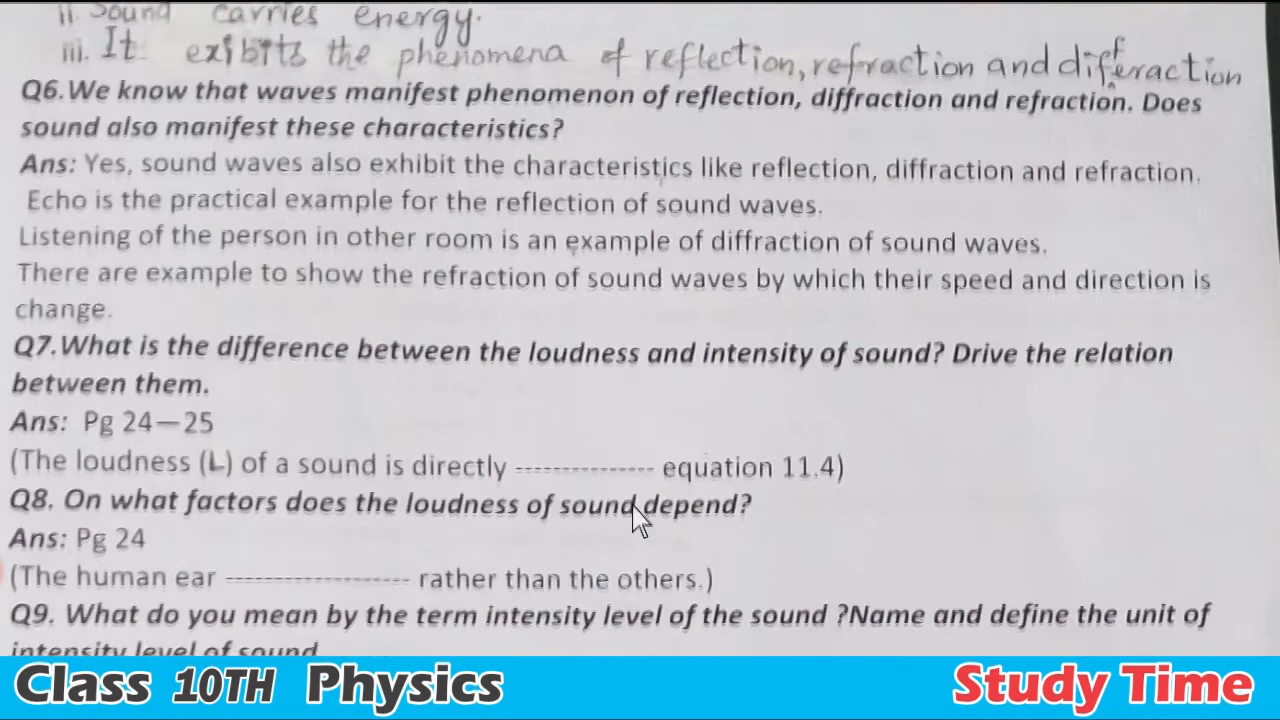 ii. Sound carries energy.
iii. It exibits the phenomena of reflection, refraction and differaction
Q6.We know that waves manifest phenomenon of reflection, diffraction and refraction. Does
sound also manifest these characteristics?
Ans: Yes, sound waves also exhibit the characteristics like reflection, diffraction and refraction.
Echo is the practical example for the reflection of sound waves.
Listening of the person in other room is an example of diffraction of sound waves.
There are example to show the refraction of sound waves by which their speed and direction is
change.
Q7.What is the difference between the loudness and intensity of sound? Drive the relation
between them.
Ans: Pg 24—25
(The loudness (L) of a sound is directly ---------------- equation 11.4)
Q8. On what factors does the loudness of sound depend?
Ans: Pg 24
(The human ear --------------------- rather than the others.)
Q9. What do you mean by the term intensity level of the sound ?Name and define the unit of
intensity level of sound
Class 10TH Physics
Study Time